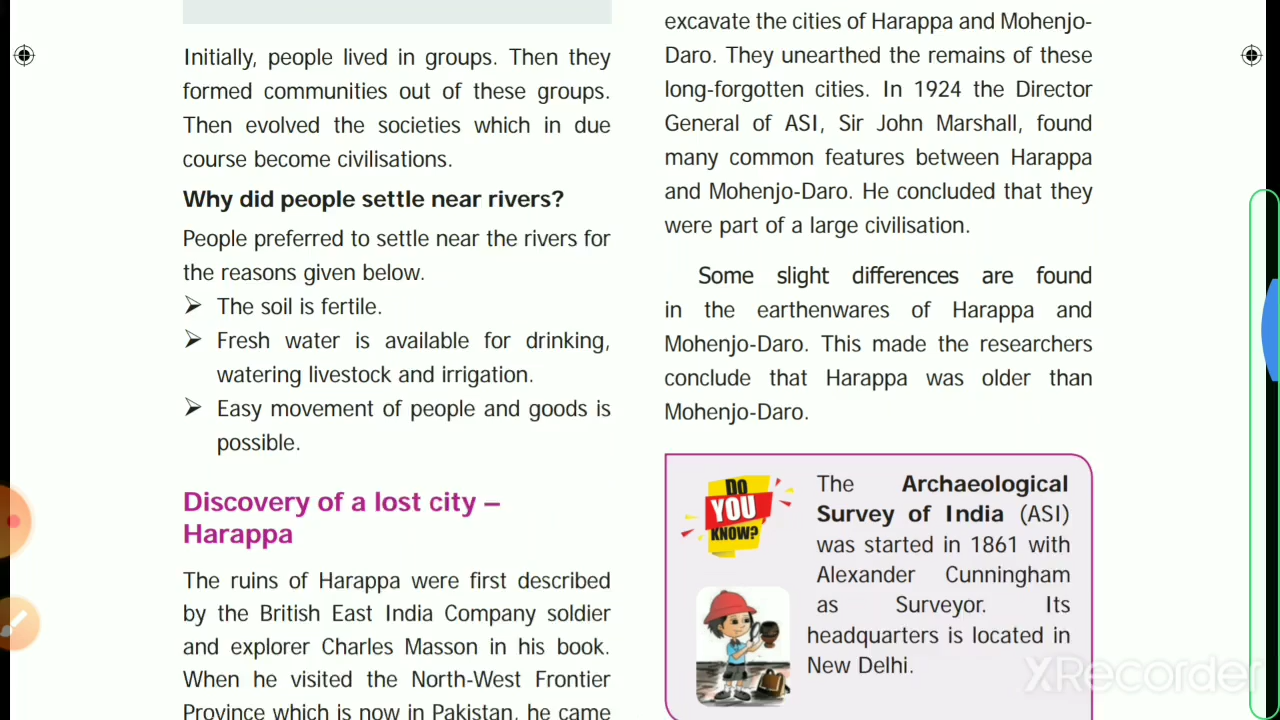 Initially, people lived in groups. Then they
formed communities out of these groups.
Then evolved the societies which in due
course become civilisations.
Why did people settle near rivers?
People preferred to settle near the rivers for
the reasons given below.
➢ The soil is fertile.
➢ Fresh water is available for drinking,
watering livestock and irrigation.
➢ Easy movement of people and goods is
possible.
Discovery of a lost city –
Harappa
The ruins of Harappa were first described
by the British East India Company soldier
and explorer Charles Masson in his book.
When he visited the North-West Frontier
Province which is now in Pakistan, he came
excavate the cities of Harappa and Mohenjo-
Daro. They unearthed the remains of these
long-forgotten cities. In 1924 the Director
General of ASI, Sir John Marshall, found
many common features between Harappa
and Mohenjo-Daro. He concluded that they
were part of a large civilisation.
Some slight differences are found
in the earthenwares of Harappa and
Mohenjo-Daro. This made the researchers
conclude that Harappa was older than
Mohenjo-Daro.
DO
YOU
KNOW?
The Archaeological
Survey of India (ASI)
was started in 1861 with
Alexander Cunningham
as Surveyor. Its
headquarters is located in
New Delhi.
XRecorder